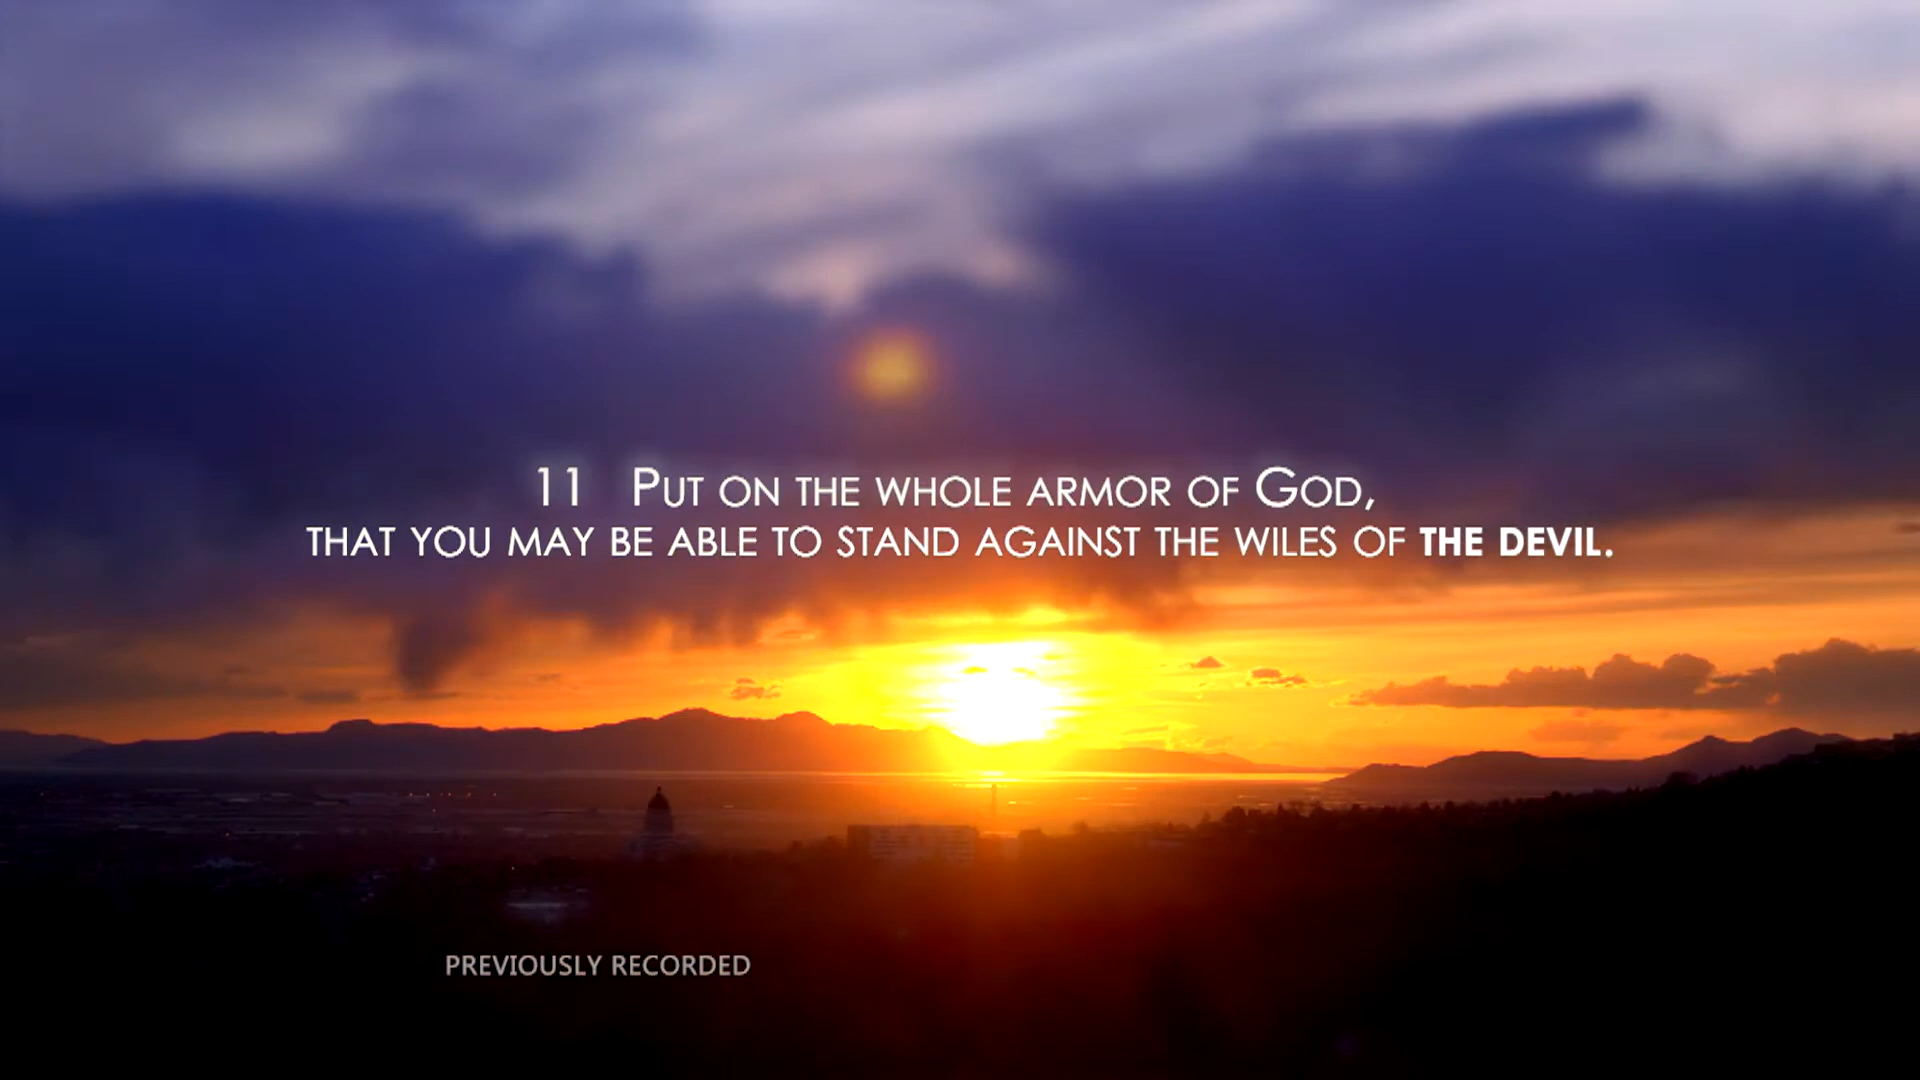 11 Put on the whole armor of God,
that you may be able to stand against the wiles of the devil.
PREVIOUSLY RECORDED